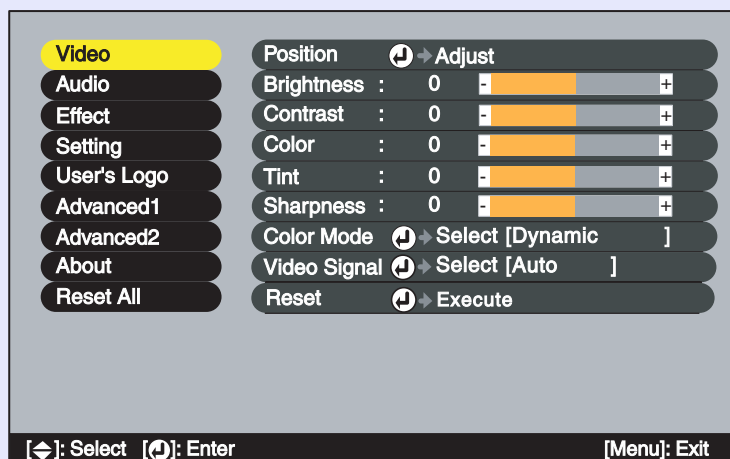 Video
Audio
Effect
Setting
User's Logo
Advanced1
Advanced2
About
Reset All
Position Adjust
Brightness : 0 - +
Contrast : 0 - +
Color : 0 - +
Tint : 0 - +
Sharpness : 0 - +
Color Mode Select [Dynamic ]
Video Signal Select [Auto ]
Reset Execute
[ ]: Select [ ]: Enter [Menu]: Exit